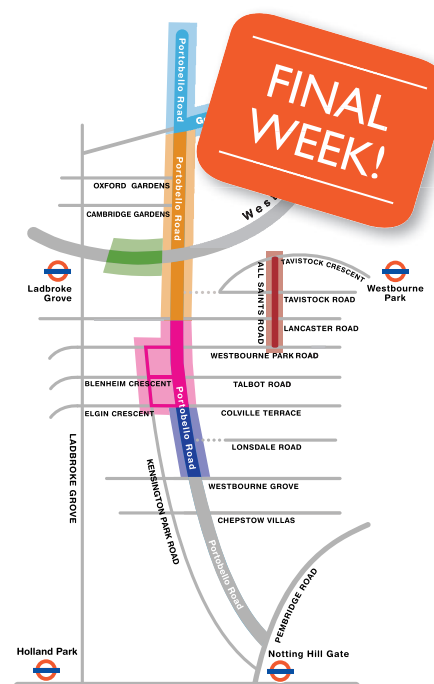 Portobello Road
G
FINAL
WEEK!
Portobello Road
OXFORD GARDENS
CAMBRIDGE GARDENS
West
Ladbroke
Grove
ALL SAINTS ROAD
TAVISTOCK CRESCENT
Westbourne
Park
TAVISTOCK ROAD
LANCASTER ROAD
WESTBOURNE PARK ROAD
BLENHEIM CRESCENT
TALBOT ROAD
Portobello Road
ELGIN CRESCENT
COLVILLE TERRACE
LADBROKE GROVE
LONSDALE ROAD
KENSINGTON PARK ROAD
WESTBOURNE GROVE
CHEPSTOW VILLAS
Portobello Road
PEMBRIDGE ROAD
Holland Park
Notting Hill Gate